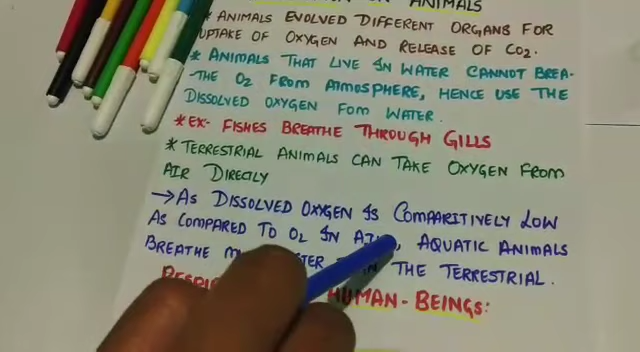 ON ANIMALS
* ANIMALS EVOLVED DIFFERENT ORGANS FOR
UPTAKE OF OXYGEN AND RELEASE OF CO2.
* ANIMALS THAT LIVE IN WATER CANNOT BREA-
THE O2 FROM ATMOSPHERE, HENCE USE THE
DISSOLVED OXYGEN FOM WATER.
* EX- FISHES BREATHE THROUGH GILLS
* TERRESTRIAL ANIMALS CAN TAKE OXYGEN FROM
AIR DIRECTLY
→ AS DISSOLVED OXYGEN IS COMPARITIVELY LOW
AS COMPARED TO O2 IN AQUATIC ANIMALS
BREATHE THE TERRESTRIAL.
HUMAN-BEINGS: